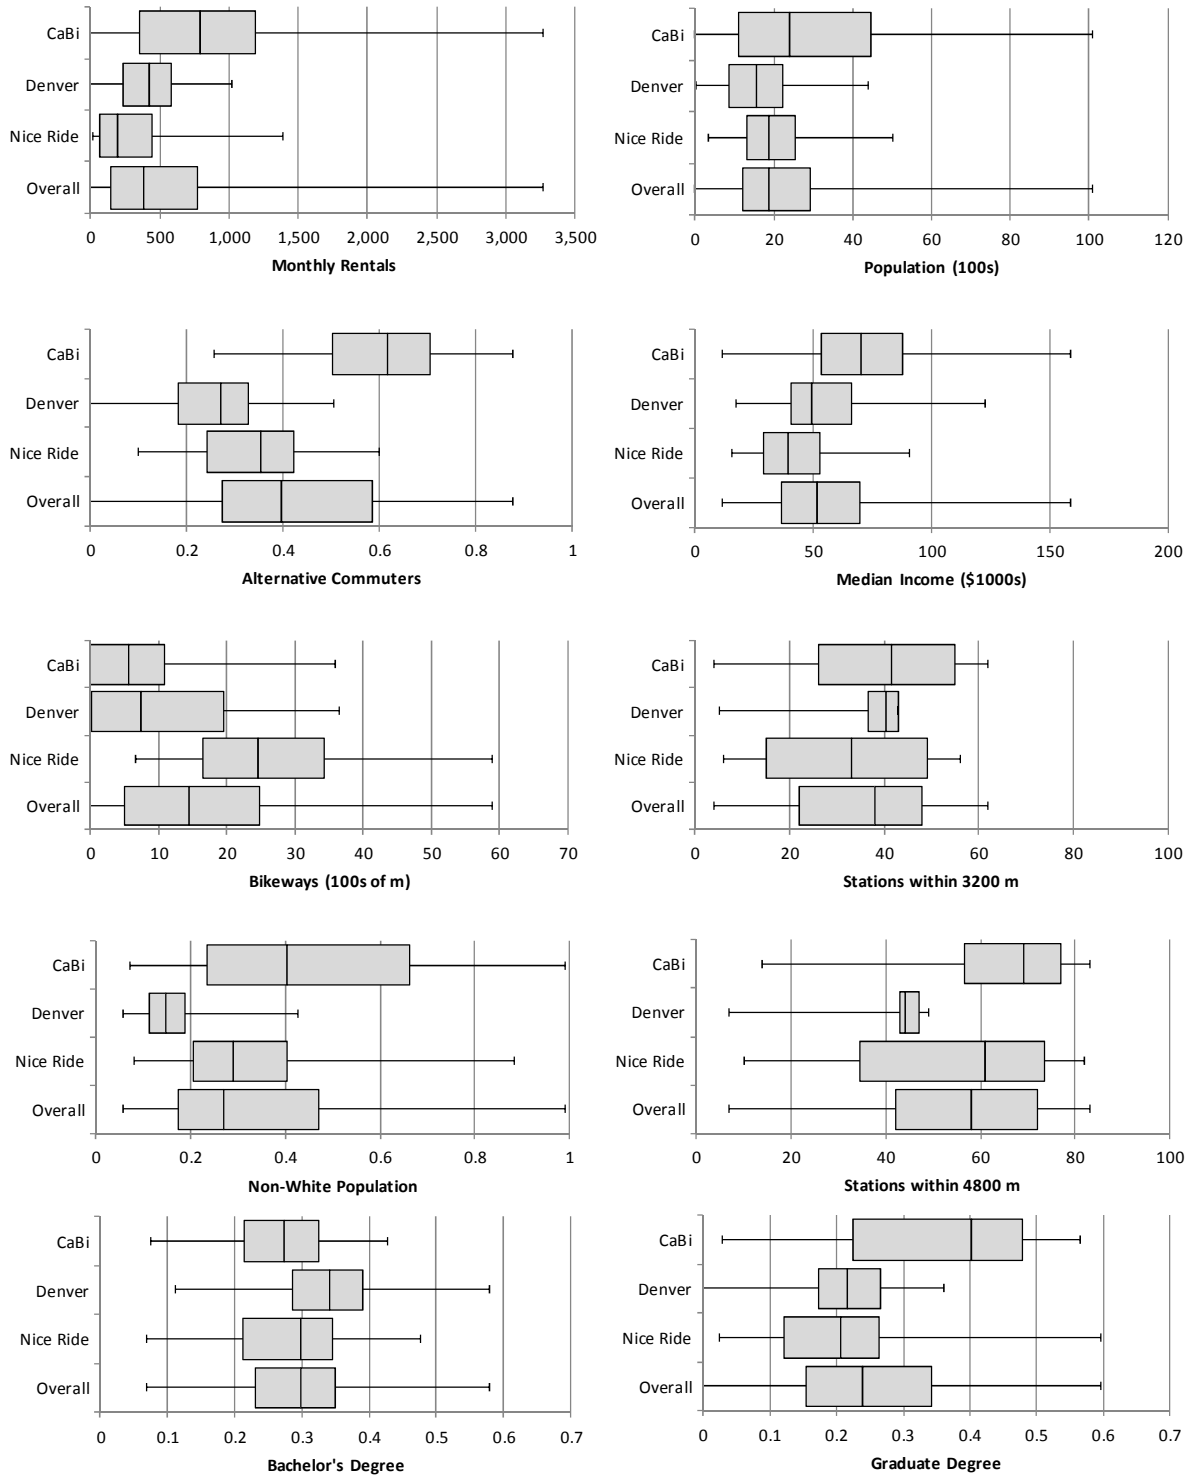 CaBi
Denver
Nice Ride
Overall
0 500 1,000 1,500 2,000 2,500 3,000 3,500
Monthly Rentals
CaBi
Denver
Nice Ride
Overall
0 20 40 60 80 100 120
Population (100s)
CaBi
Denver
Nice Ride
Overall
0 0.2 0.4 0.6 0.8 1
Alternative Commuters
CaBi
Denver
Nice Ride
Overall
0 50 100 150 200
Median Income ($1000s)
CaBi
Denver
Nice Ride
Overall
0 10 20 30 40 50 60 70
Bikeways (100s of m)
CaBi
Denver
Nice Ride
Overall
0 20 40 60 80 100
Stations within 3200 m
CaBi
Denver
Nice Ride
Overall
0 0.2 0.4 0.6 0.8 1
Non-White Population
CaBi
Denver
Nice Ride
Overall
0 20 40 60 80 100
Stations within 4800 m
CaBi
Denver
Nice Ride
Overall
0 0.1 0.2 0.3 0.4 0.5 0.6 0.7
Bachelor's Degree
CaBi
Denver
Nice Ride
Overall
0 0.1 0.2 0.3 0.4 0.5 0.6 0.7
Graduate Degree